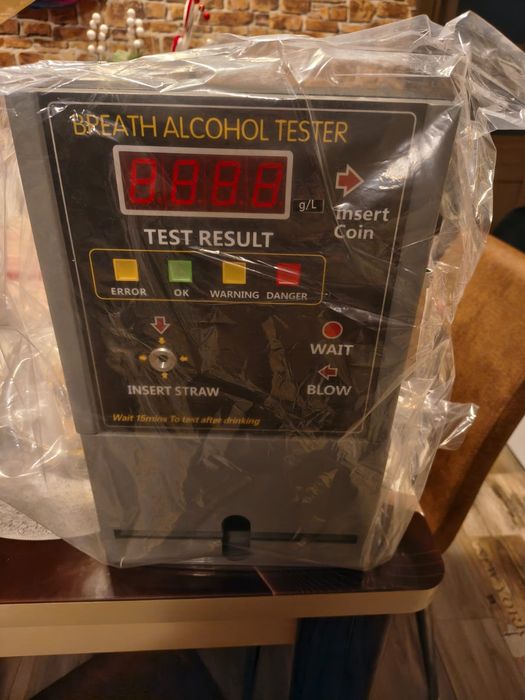 BREATH ALCOHOL TESTER
8.8.8.8
g/L
Insert
Coin
TEST RESULT
ERROR OK WARNING DANGER
WAIT
INSERT STRAW
BLOW
Wait 15mins To test after drinking